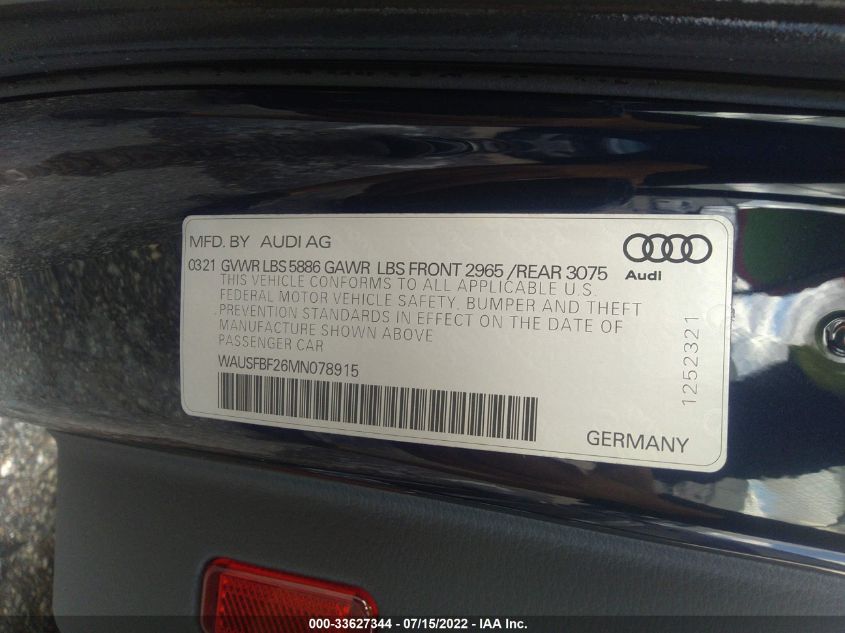 MFD. BY AUDI AG
0321 GVWR LBS 5886 GAWR LBS FRONT 2965 /REAR 3075
THIS VEHICLE CONFORMS TO ALL APPLICABLE U.S.
FEDERAL MOTOR VEHICLE SAFETY, BUMPER AND THEFT
PREVENTION STANDARDS IN EFFECT ON THE DATE OF
MANUFACTURE SHOWN ABOVE
PASSENGER CAR
WAUSFBF26MN078915
Audi
1252321
GERMANY
000-33627344 / 07/15/2022 - IAA Inc.